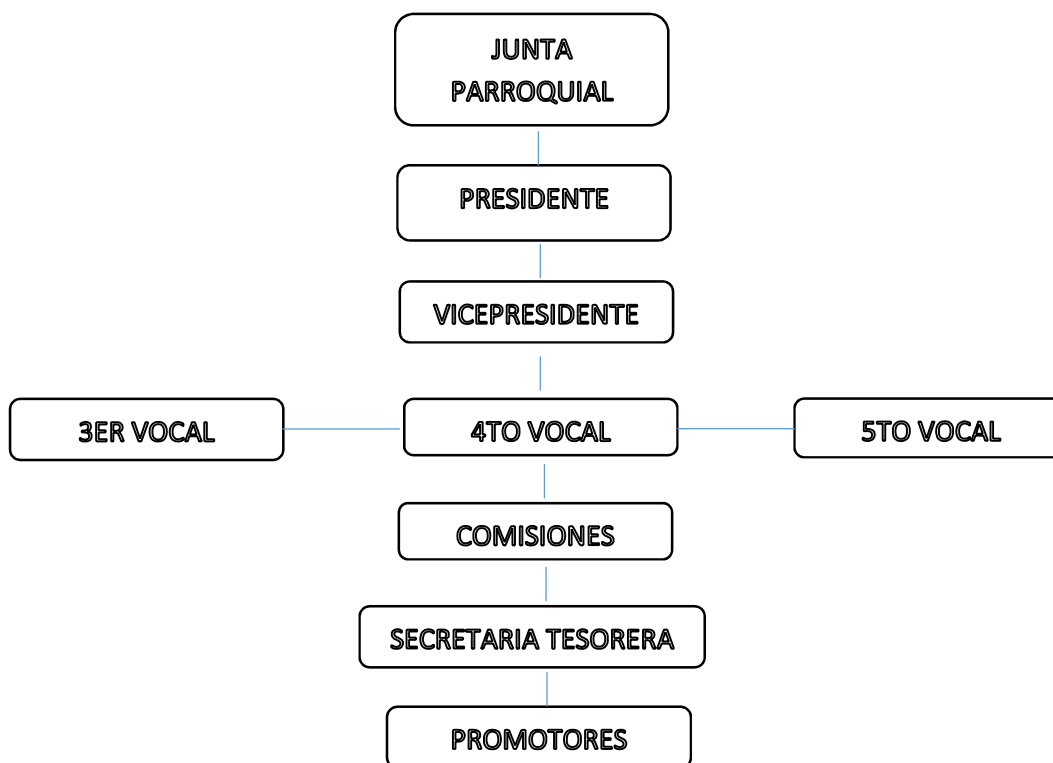 JUNTA
PARROQUIAL
PRESIDENTE
VICEPRESIDENTE
3ER VOCAL
4TO VOCAL
5TO VOCAL
COMISIONES
SECRETARIA TESORERA
PROMOTORES